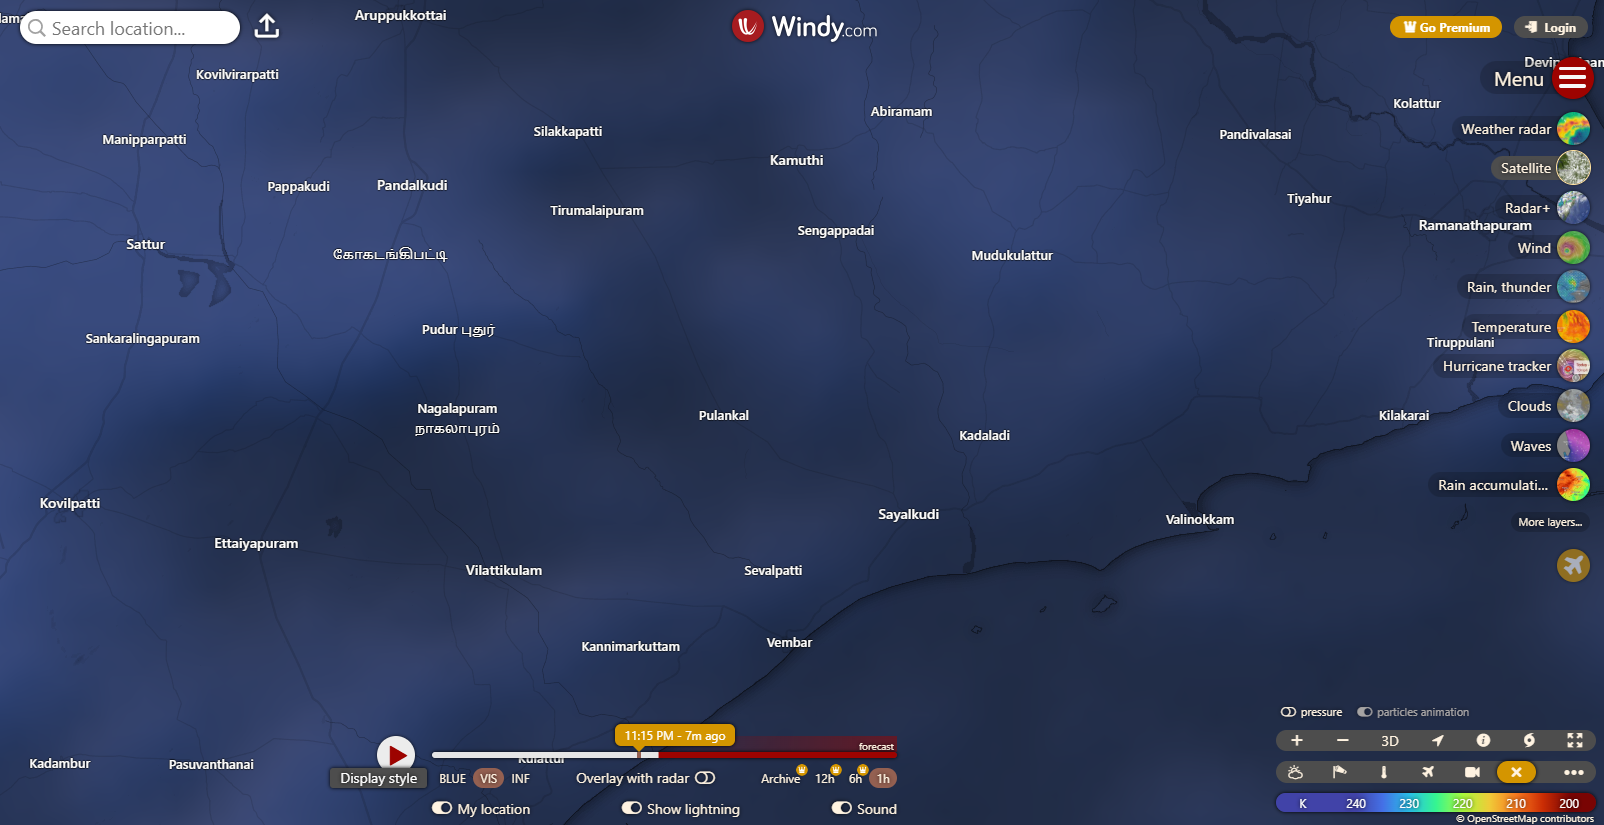 Search location...
Aruppukkottai
Windy.com
Go Premium
Login
Kovilvirarpatti
Menu
Kolattur
Abiramam
Manipparpatti
Silakkapatti
Pandivalasai
Weather radar
Kamuthi
Satellite
Pappakudi
Pandalkudi
Tirumalaipuram
Tiyahur
Radar+
Ramanathapuram
Sengappadai
Sattur
Wind
கோகடங்கிபட்டி
Mudukulattur
Rain, thunder
Pudur புதுர்
Temperature
Sankaralingapuram
Tiruppulani
Hurricane tracker
Nagalapuram
நாகலாபுரம்
Pulankal
Kilakarai
Clouds
Kadaladi
Waves
Rain accumulati...
Kovilpatti
Sayalkudi
Valinokkam
More layers...
Ettaiyapuram
Vilattikulam
Sevalpatti
Kannimarkuttam
Vembar
pressure
particles animation
11:15 PM - 7m ago
forecast
3D
Kadambur
Pasuvanthanai
Kulattur
Display style
BLUE VIS INF
Overlay with radar
Archive 12h 6h 1h
My location
Show lightning
Sound
K 240 230 220 210 200
© OpenStreetMap contributors